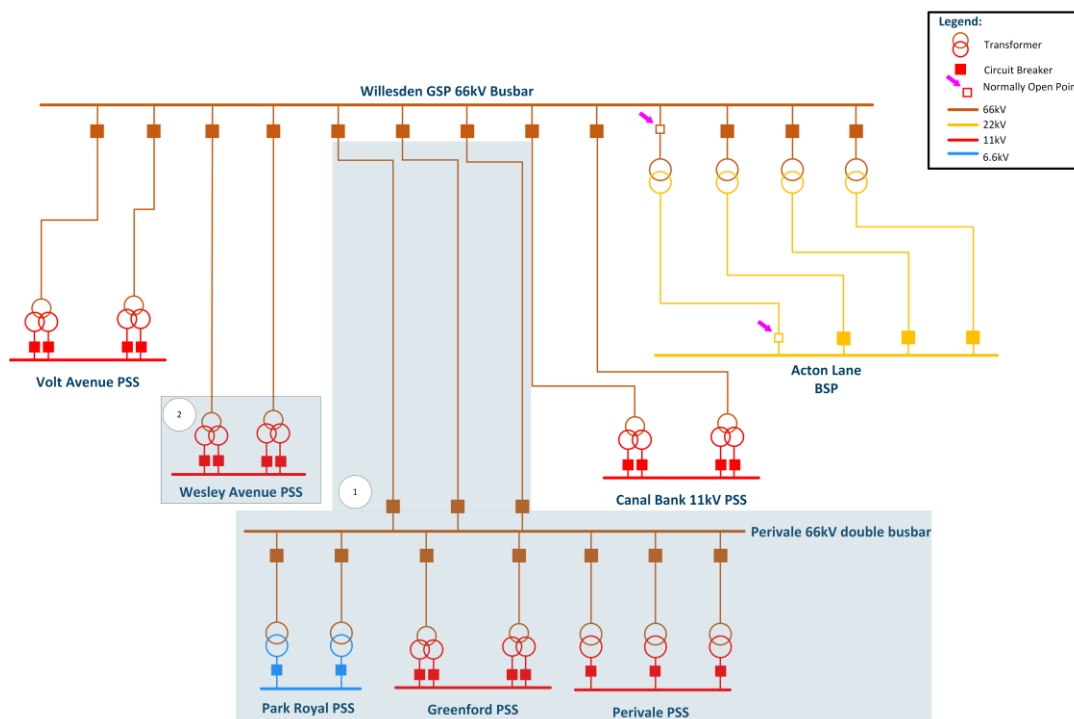 Legend:
Transformer
Circuit Breaker
Normally Open Point
66kV
22kV
11kV
6.6kV
Willesden GSP 66kV Busbar
Volt Avenue PSS
Acton Lane
BSP
2
Wesley Avenue PSS
1
Canal Bank 11kV PSS
Perivale 66kV double busbar
Park Royal PSS
Greenford PSS
Perivale PSS